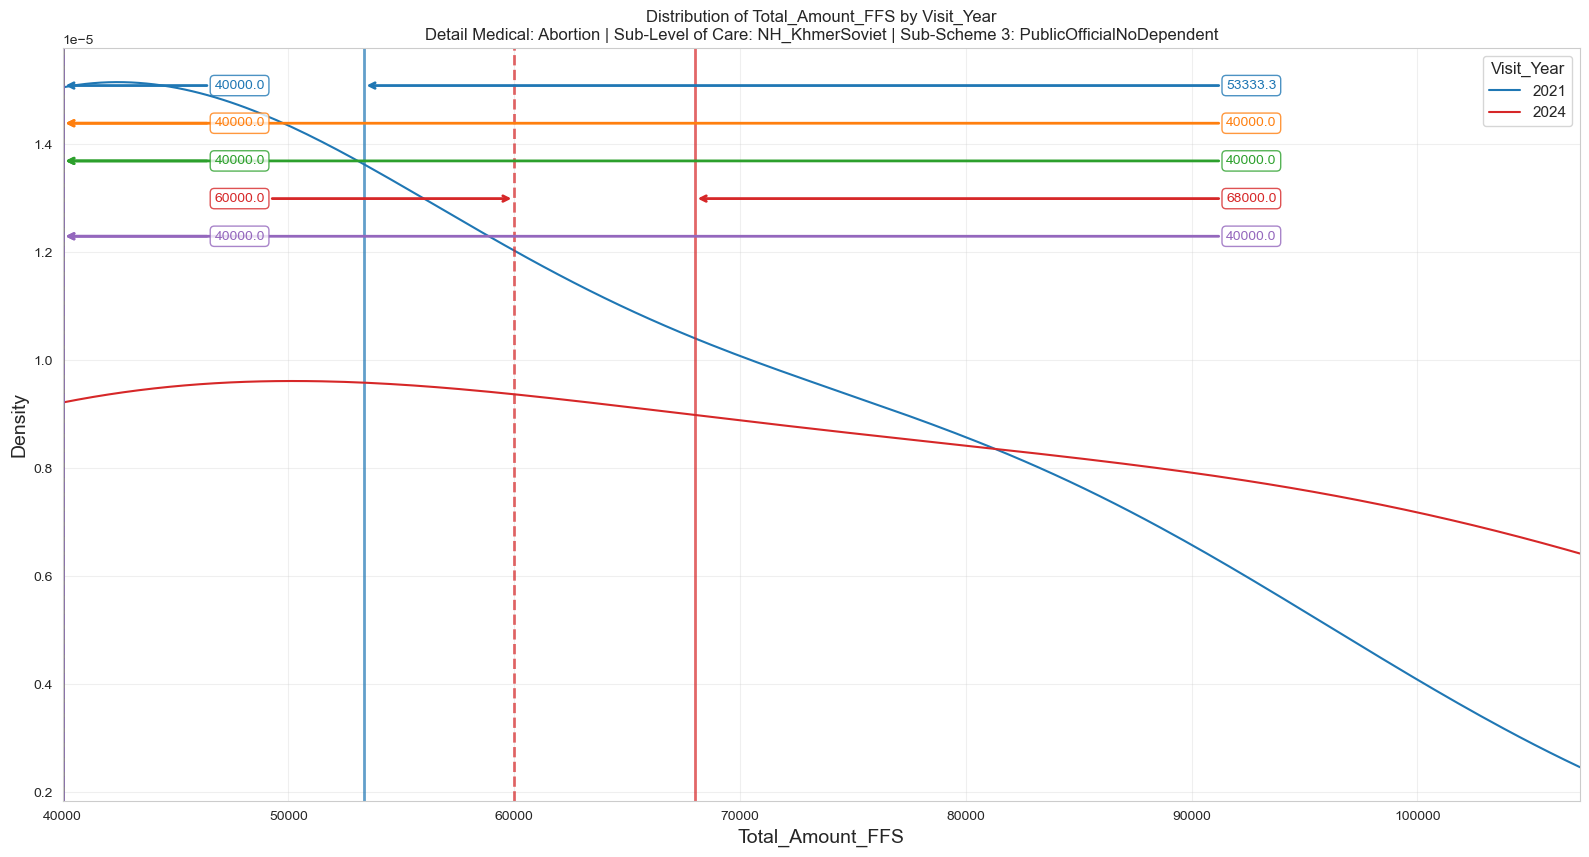 Distribution of Total_Amount_FFS by Visit_Year
Detail Medical: Abortion | Sub-Level of Care: NH_KhmerSoviet | Sub-Scheme 3: PublicOfficialNoDependent
1e−5
Visit_Year
2021
2024
40000.0 53333.3
40000.0 40000.0
40000.0 40000.0
60000.0 68000.0
40000.0 40000.0
1.4
1.2
1.0
0.8
0.6
0.4
0.2
Density
40000 50000 60000 70000 80000 90000 100000
Total_Amount_FFS